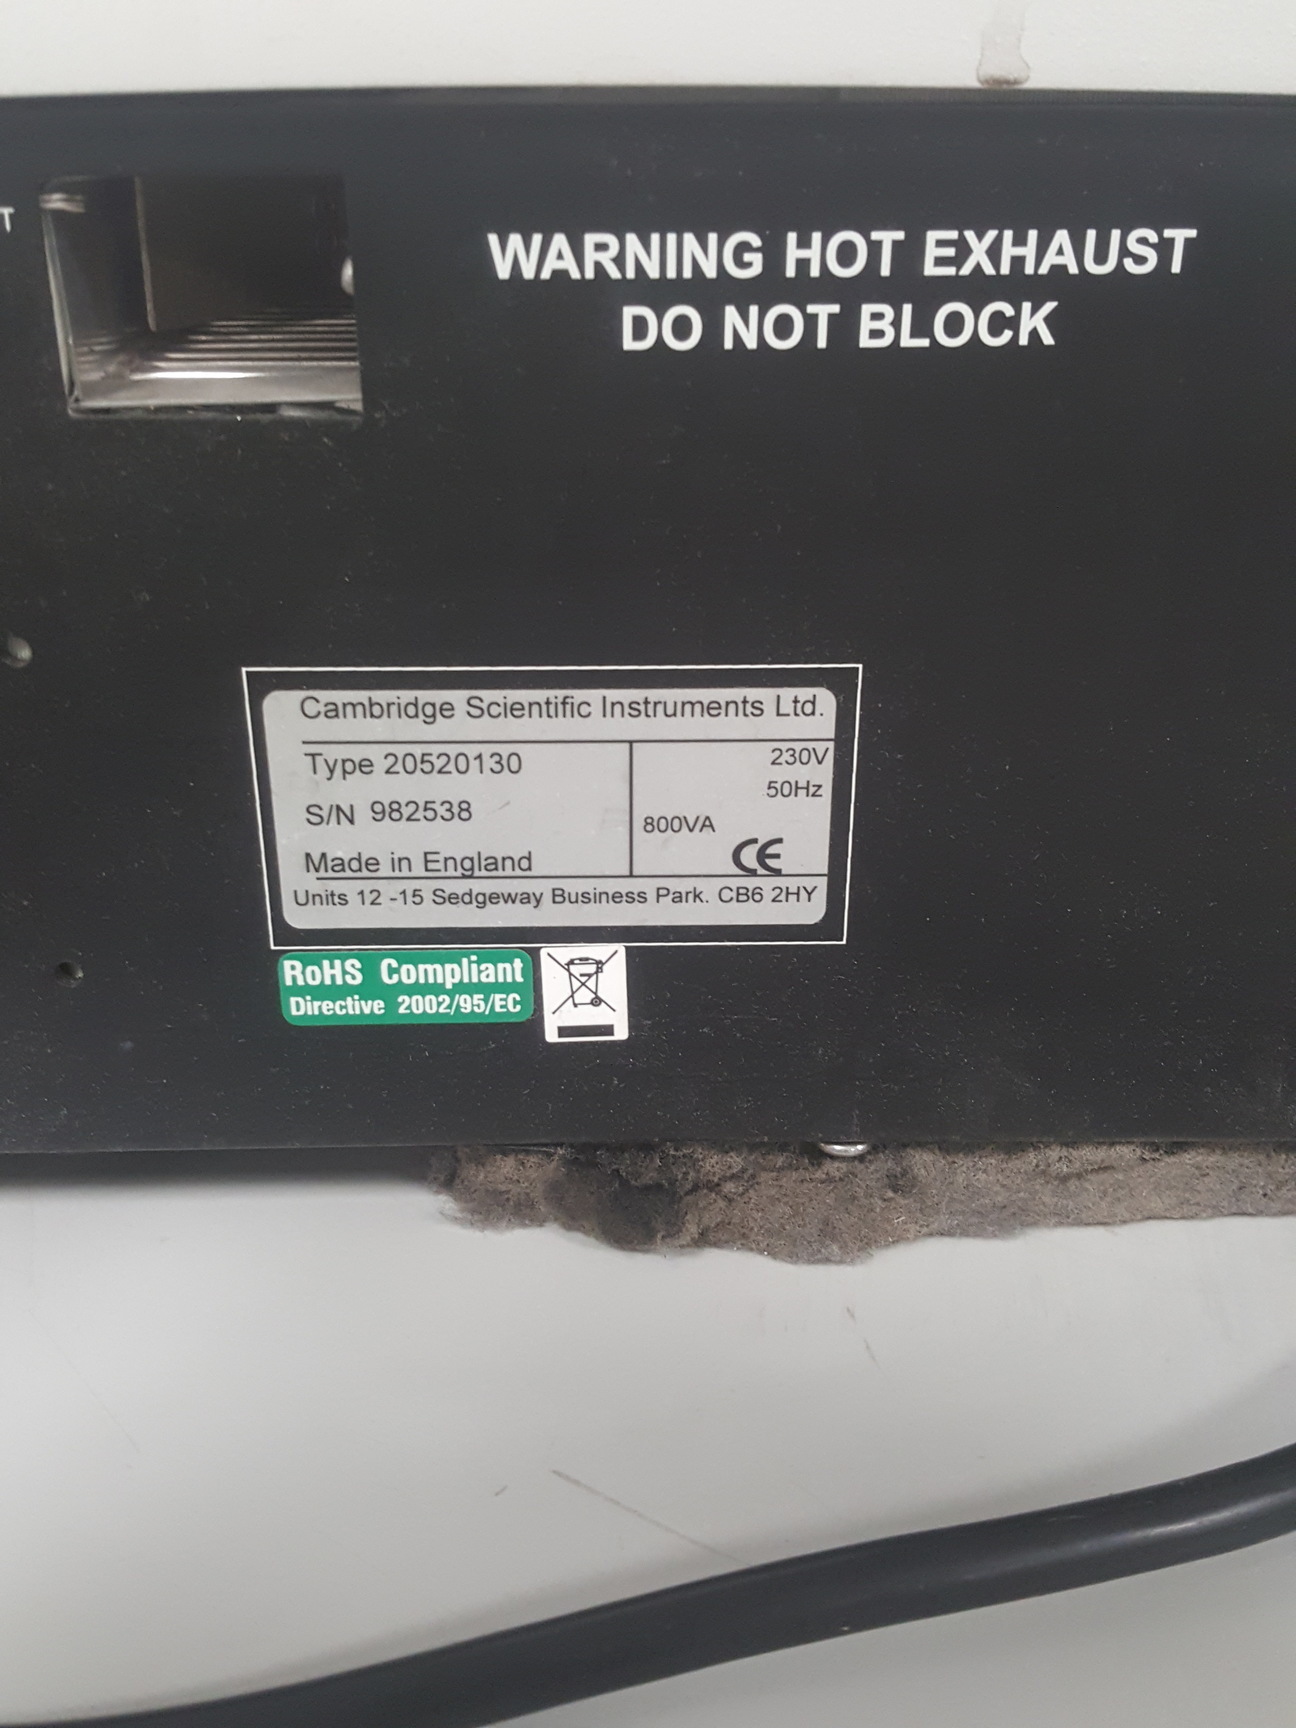 T
WARNING HOT EXHAUST
DO NOT BLOCK
Cambridge Scientific Instruments Ltd.
Type 20520130
230V
50Hz
S/N 982538
800VA
Made in England
CE
Units 12 -15 Sedgeway Business Park. CB6 2HY
RoHS Compliant
Directive 2002/95/EC